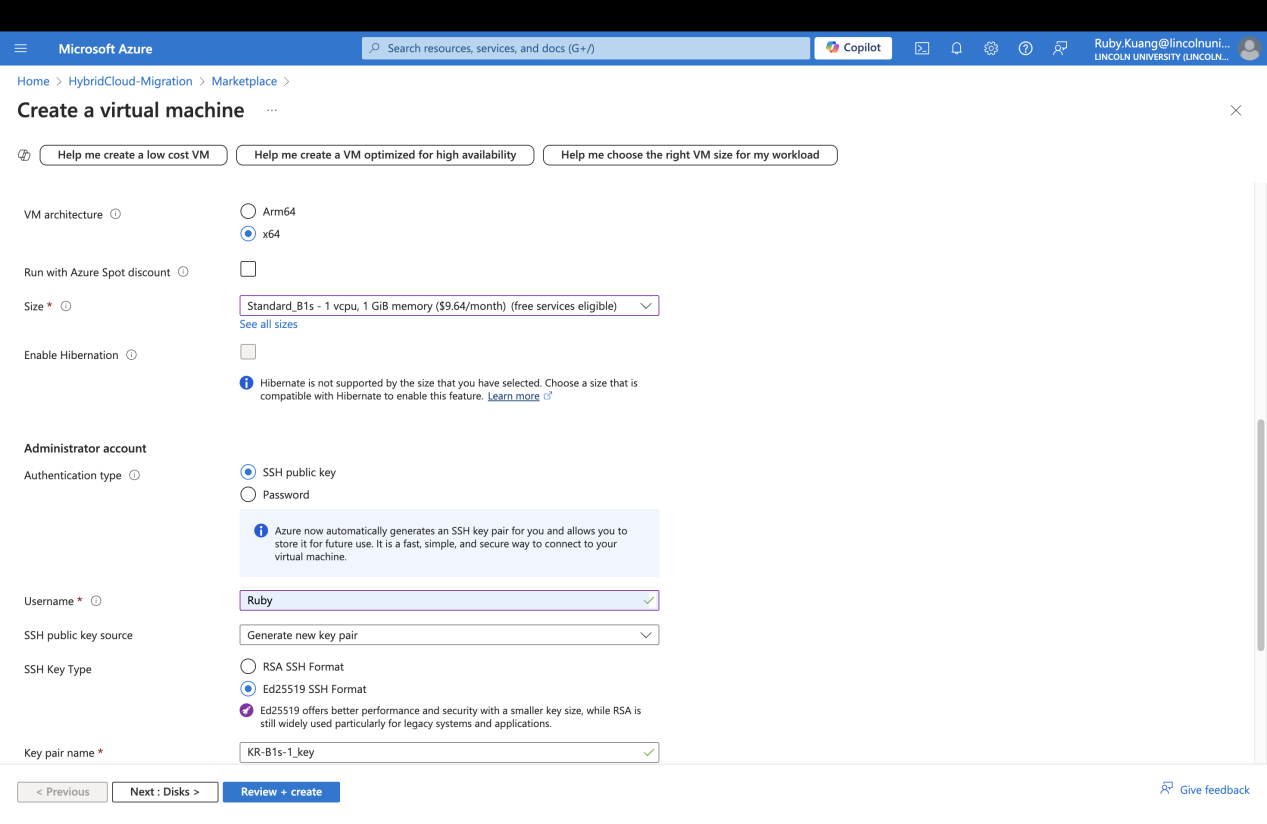 Microsoft Azure
Search resources, services, and docs (G+/)
Copilot
Ruby.Kuang@lincolnuni...
LINCOLN UNIVERSITY (LINCOLN...
Home > HybridCloud-Migration > Marketplace >
Create a virtual machine ...
Help me create a low cost VM
Help me create a VM optimized for high availability
Help me choose the right VM size for my workload
VM architecture
Arm64
x64
Run with Azure Spot discount
Size *
Standard_B1s - 1 vcpu, 1 GiB memory ($9.64/month) (free services eligible)
See all sizes
Enable Hibernation
Hibernate is not supported by the size that you have selected. Choose a size that is
compatible with Hibernate to enable this feature. Learn more
Administrator account
Authentication type
SSH public key
Password
Azure now automatically generates an SSH key pair for you and allows you to
store it for future use. It is a fast, simple, and secure way to connect to your
virtual machine.
Username *
Ruby
SSH public key source
Generate new key pair
SSH Key Type
RSA SSH Format
Ed25519 SSH Format
Ed25519 offers better performance and security with a smaller key size, while RSA is
still widely used particularly for legacy systems and applications.
Key pair name *
KR-B1s-1_key
< Previous
Next : Disks >
Review + create
Give feedback